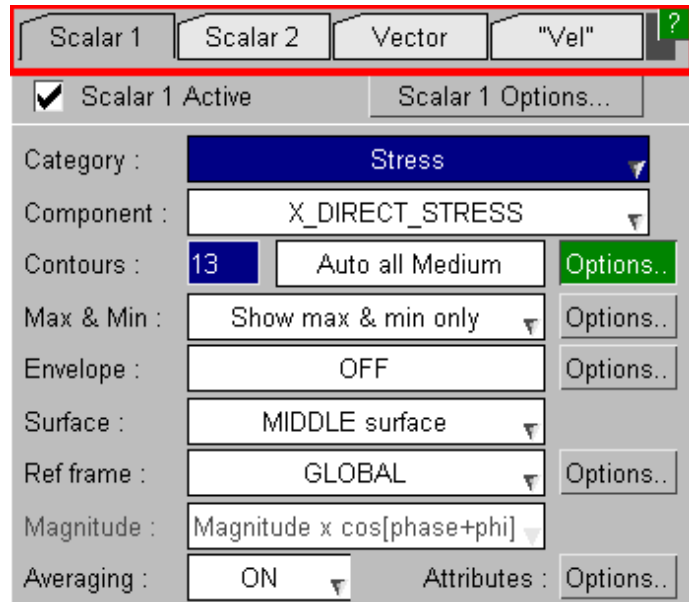 Scalar 1 Scalar 2 Vector "Vel" ?
Scalar 1 Active Scalar 1 Options...
Category : Stress
Component : X_DIRECT_STRESS
Contours : 13 Auto all Medium Options..
Max & Min : Show max & min only Options..
Envelope : OFF Options..
Surface : MIDDLE surface
Ref frame : GLOBAL Options..
Magnitude : Magnitude x cos[phase+phi]
Averaging : ON Attributes : Options..